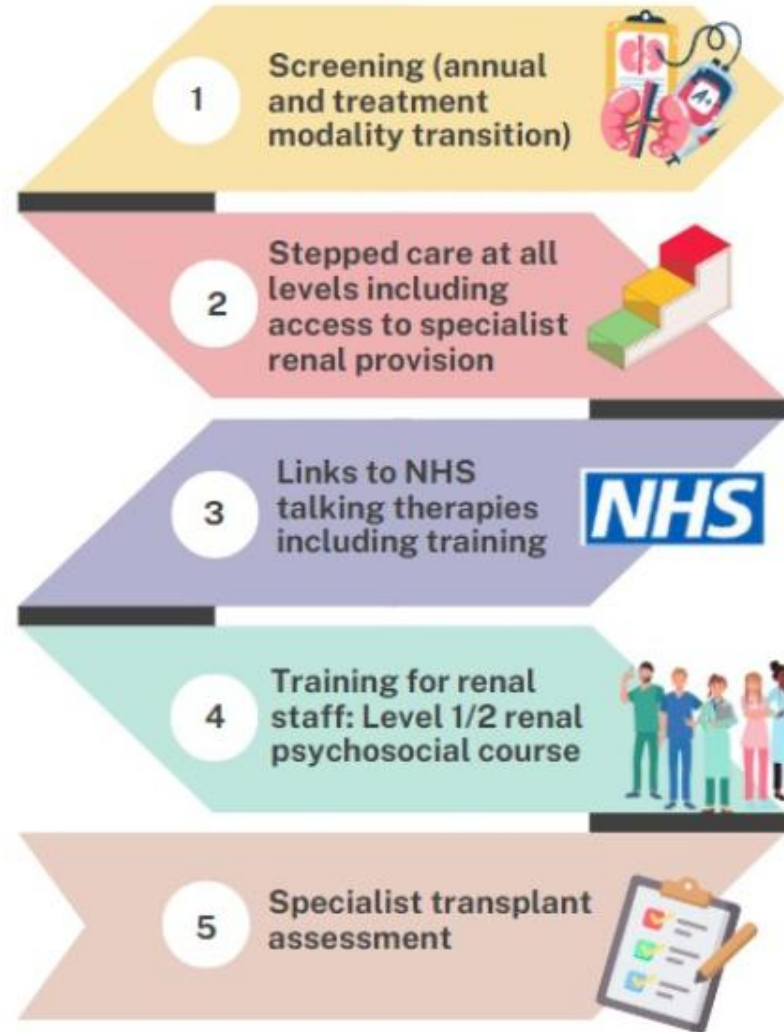 1
Screening (annual
and treatment
modality transition)
A+
2
Stepped care at all
levels including
access to specialist
renal provision
3
Links to NHS
talking therapies
including training
NHS
4
Training for renal
staff: Level 1/2 renal
psychosocial course
5
Specialist transplant
assessment